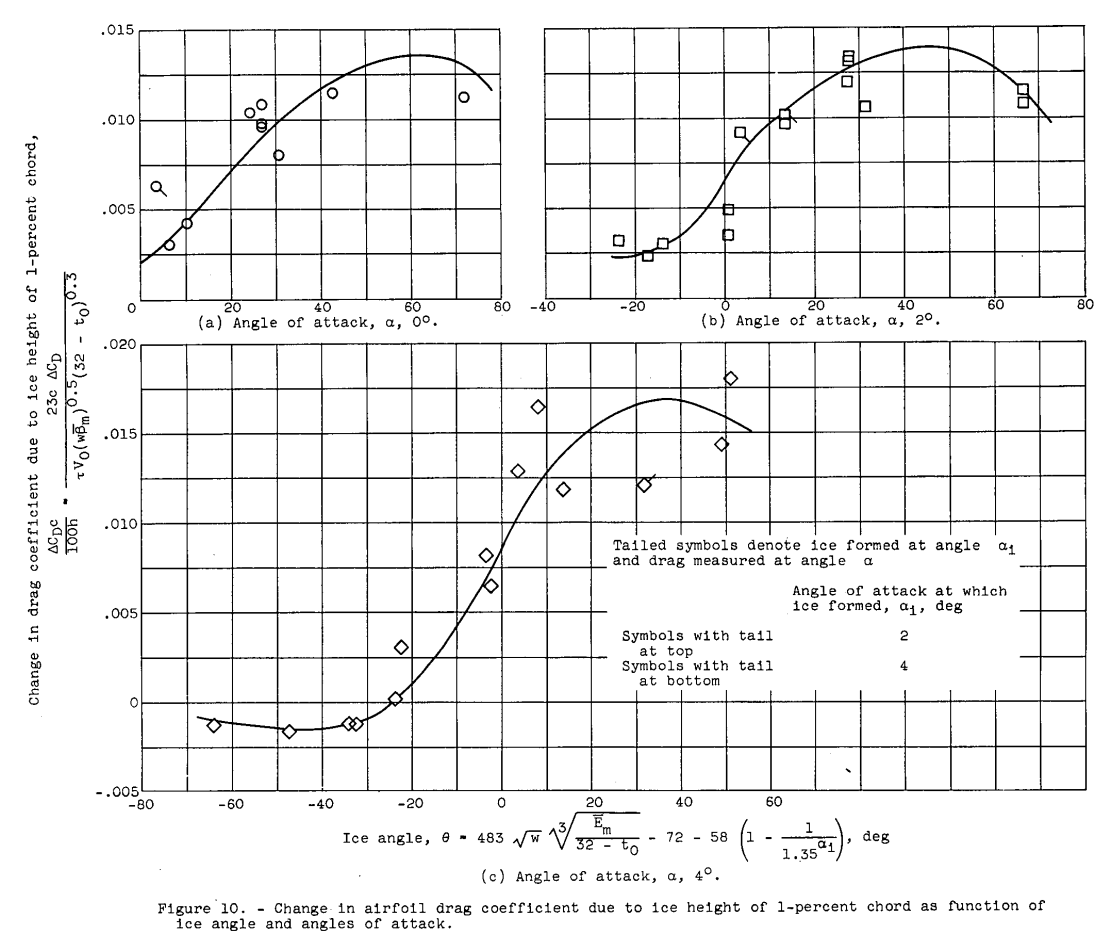 Change in drag coefficient due to ice height of 1-percent chord,
ΔC_D c / 100h = 23c ΔC_D / τV_0(wβ̄_m)^0.5(32 - t_0)^0.3
.015
.010
.005
0 20 40 60 80
(a) Angle of attack, α, 0°.
-40 -20 0 20 40 60 80
(b) Angle of attack, α, 2°.
.020
.015
.010
.005
0
-.005
Tailed symbols denote ice formed at angle α_i
and drag measured at angle α
Angle of attack at which
ice formed, α_i, deg
Symbols with tail 2
at top
Symbols with tail 4
at bottom
-80 -60 -40 -20 0 20 40 60
Ice angle, θ = 483 √w ∛(Ē_m / 32 - t_0) - 72 - 58 (1 - 1 / 1.35^α_i), deg
(c) Angle of attack, α, 4°.
Figure 10. - Change in airfoil drag coefficient due to ice height of 1-percent chord as function of
ice angle and angles of attack.